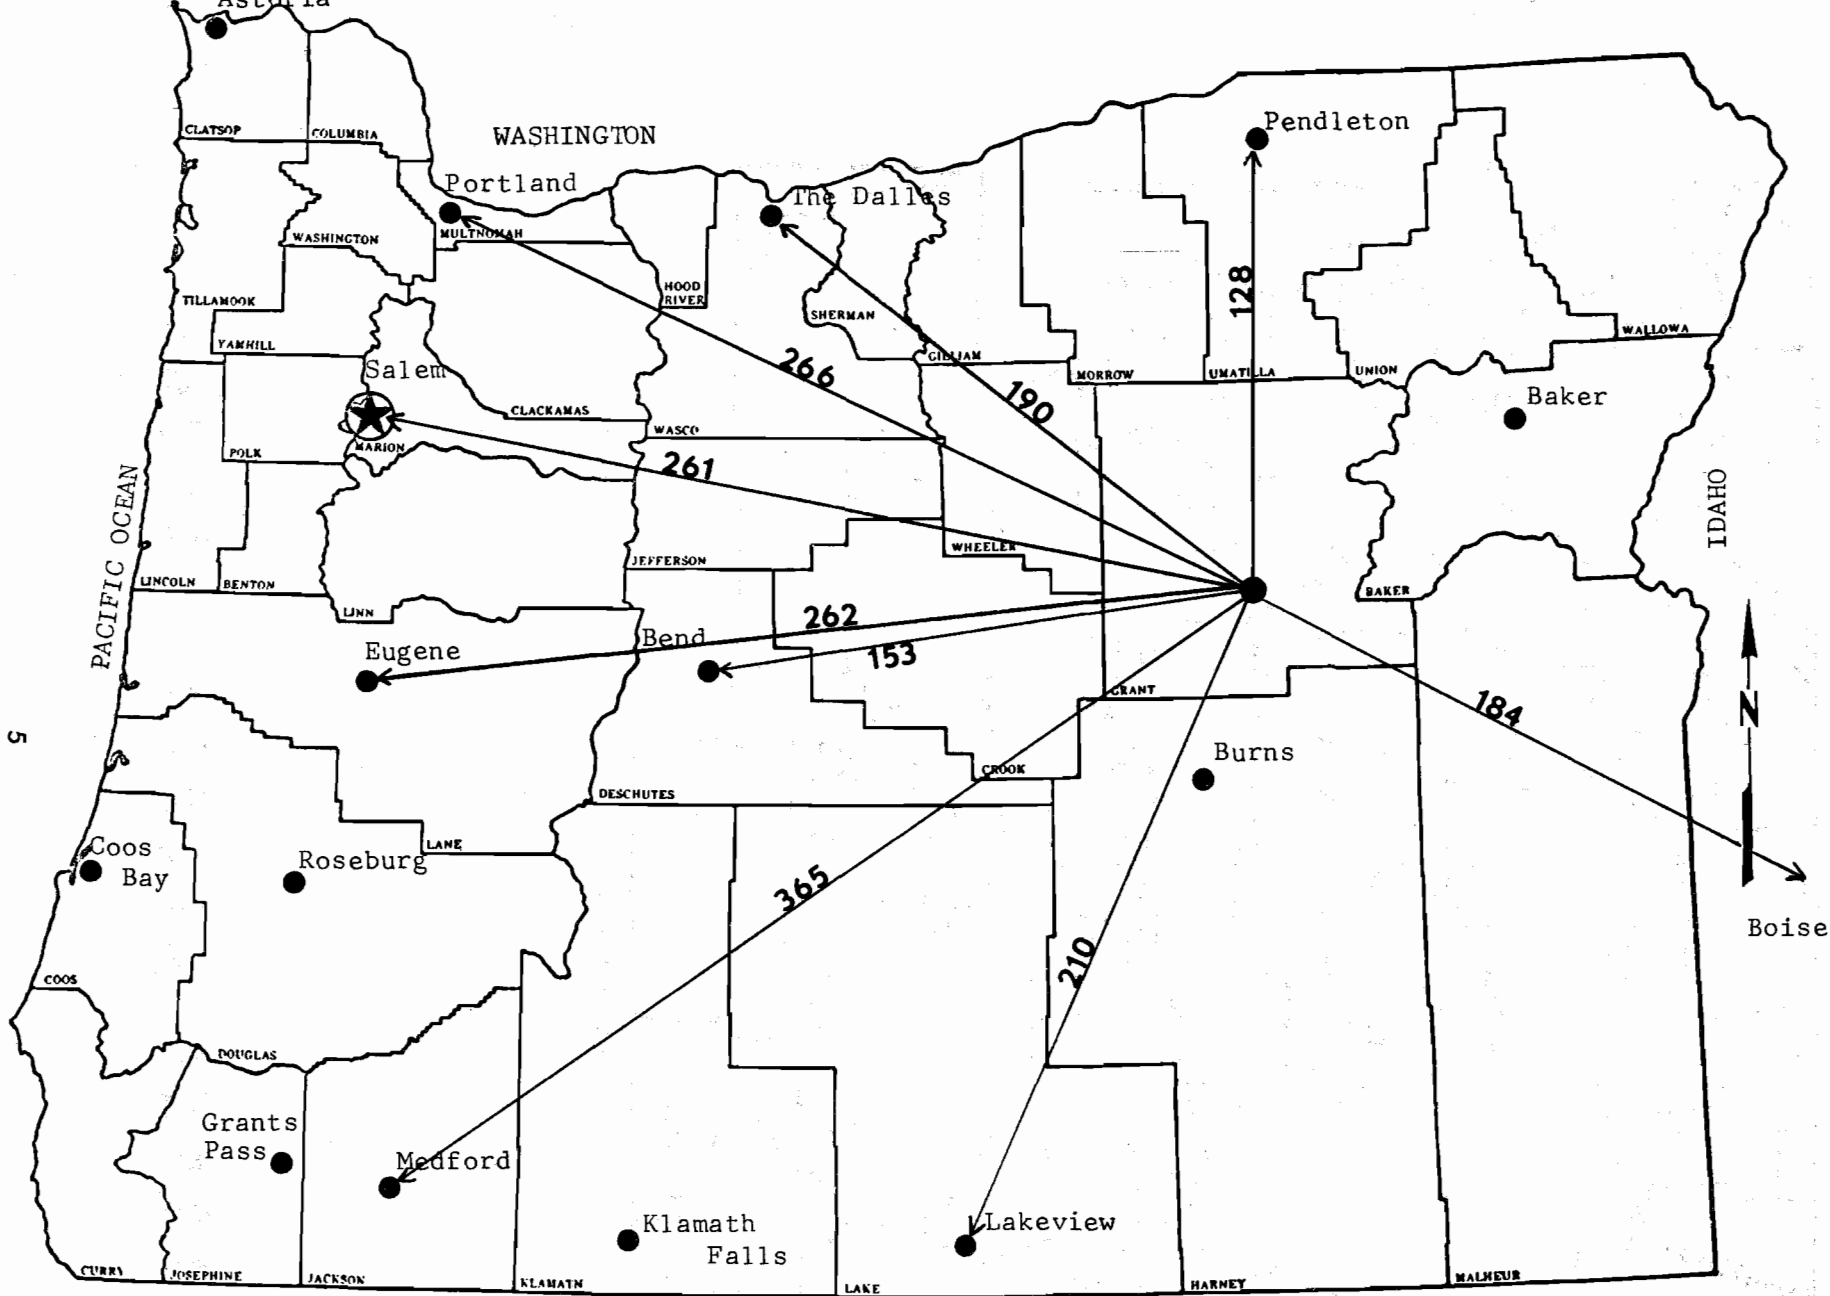 Astoria
CLATSOP
COLUMBIA
WASHINGTON
Pendleton
Portland
The Dalles
MULTNOMAH
WASHINGTON
HOOD
RIVER
TILLAMOOK
128
SHERMAN
WALLOWA
YAMHILL
GILLIAM
Salem
266
MORROW
UMATILLA
UNION
190
Baker
CLACKAMAS
WASCO
MARION
POLK
261
PACIFIC OCEAN
IDAHO
WHEELER
JEFFERSON
LINCOLN
BENTON
BAKER
LINN
262
Bend
Eugene
153
GRANT
184
N
5
Burns
CROOK
DESCHUTES
LANE
Coos
Bay
Roseburg
365
Boise
210
COOS
DOUGLAS
Grants
Pass
Medford
Klamath
Falls
Lakeview
CURRY
JOSEPHINE
JACKSON
KLAMATH
LAKE
HARNEY
MALHEUR